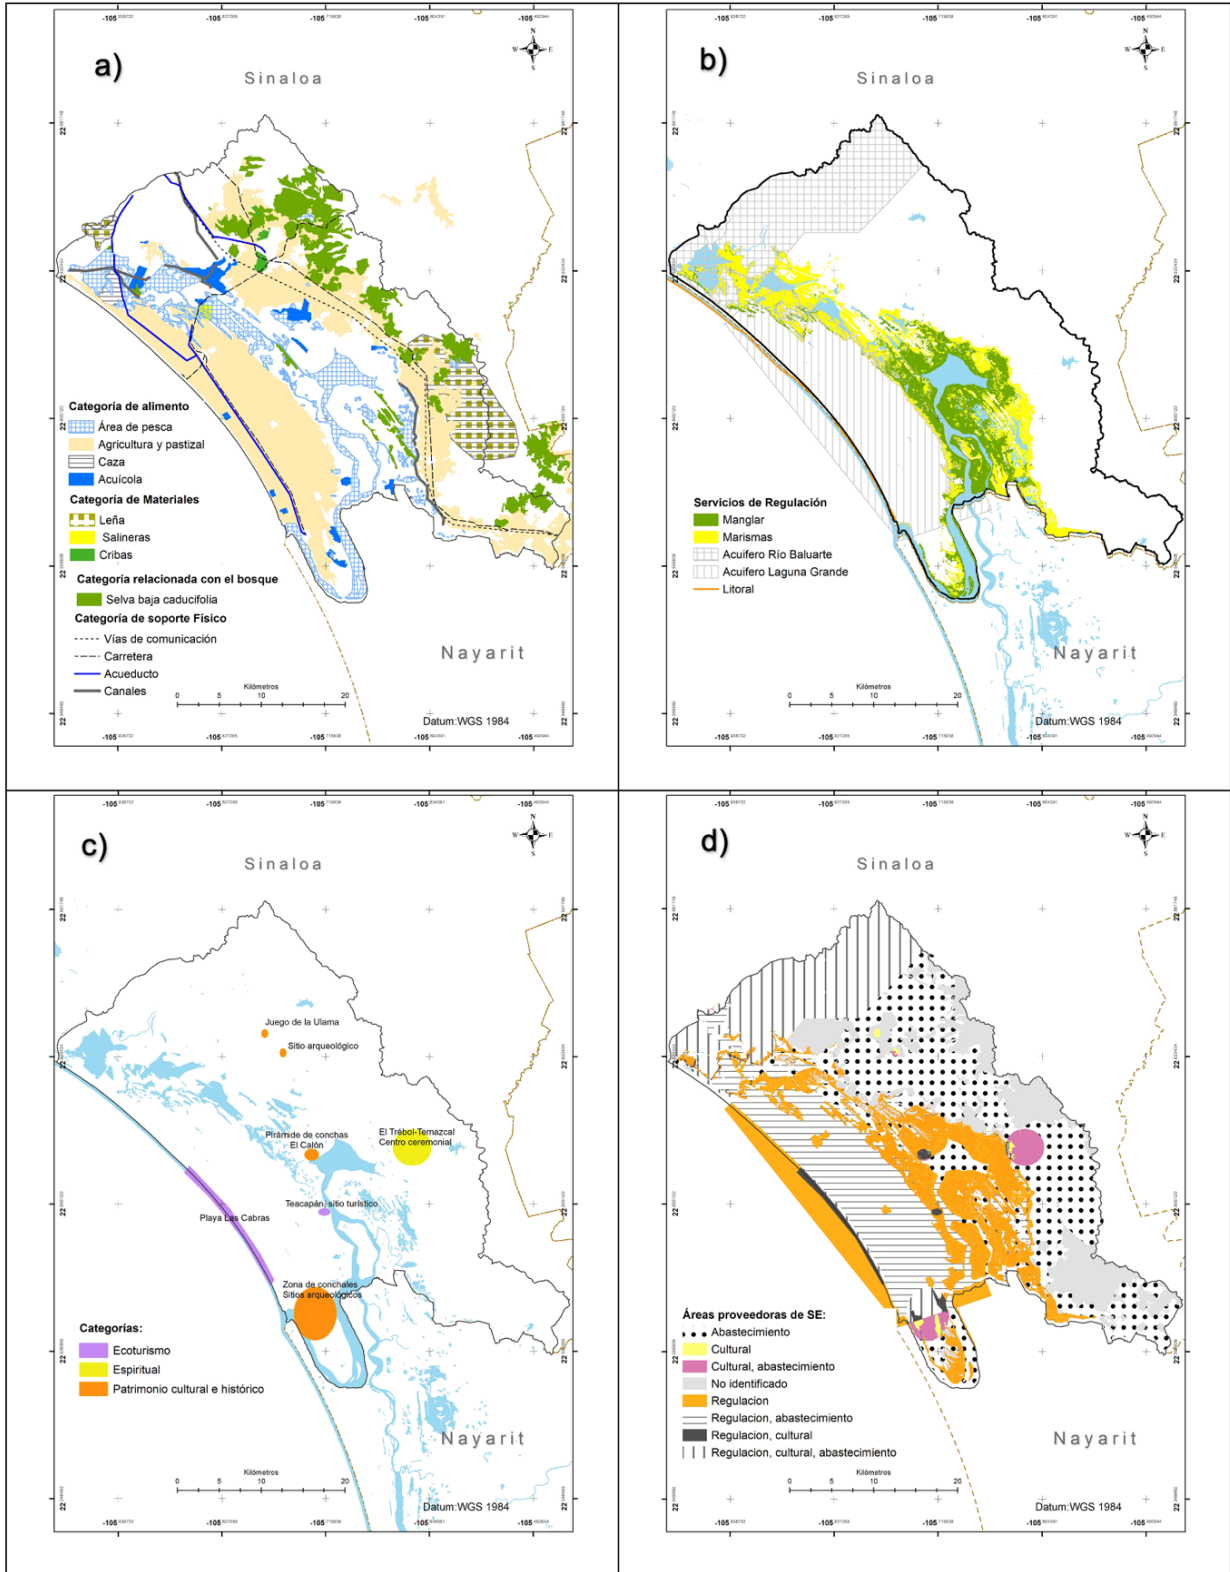 a)
N
W E
S
Sinaloa
Categoría de alimento
Área de pesca
Agricultura y pastizal
Caza
Acuícola
Categoría de Materiales
Leña
Salineras
Cribas
Categoría relacionada con el bosque
Selva baja caducifolia
Categoría de soporte Físico
Vías de comunicación
Carretera
Acueducto
Canales
Kilómetros
0 5 10 20
Nayarit
Datum:WGS 1984
b)
N
W E
S
Sinaloa
Servicios de Regulación
Manglar
Marismas
Acuifero Río Baluarte
Acuifero Laguna Grande
Litoral
Kilómetros
0 5 10 20
Nayarit
Datum:WGS 1984
c)
N
W E
S
Sinaloa
Juego de la Ulama
Sitio arqueológico
Pirámide de conchas
El Calón
El Trébol-Temazcal
Centro ceremonial
Teacapán, sitio turístico
Playa Las Cabras
Zona de conchales
Sitios arqueológicos
Categorías:
Ecoturismo
Espiritual
Patrimonio cultural e histórico
Kilómetros
0 5 10 20
Nayarit
Datum:WGS 1984
d)
N
W E
S
Sinaloa
Áreas proveedoras de SE:
Abastecimiento
Cultural
Cultural, abastecimiento
No identificado
Regulacion
Regulacion, abastecimiento
Regulacion, cultural
Regulacion, cultural, abastecimiento
Kilómetros
0 5 10 20
Nayarit
Datum:WGS 1984